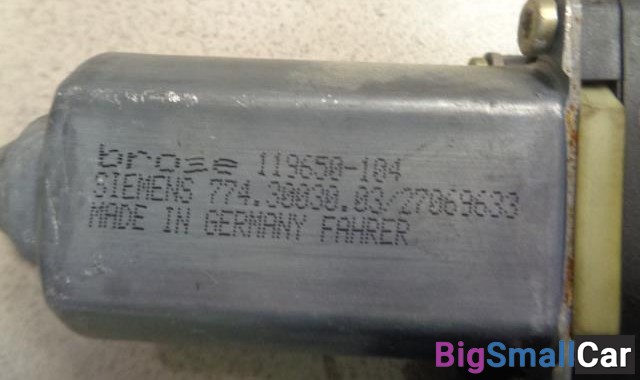 brose 119650-104
SIEMENS 774.30030.03/27069633
MADE IN GERMANY FAHRER
BigSmallCar